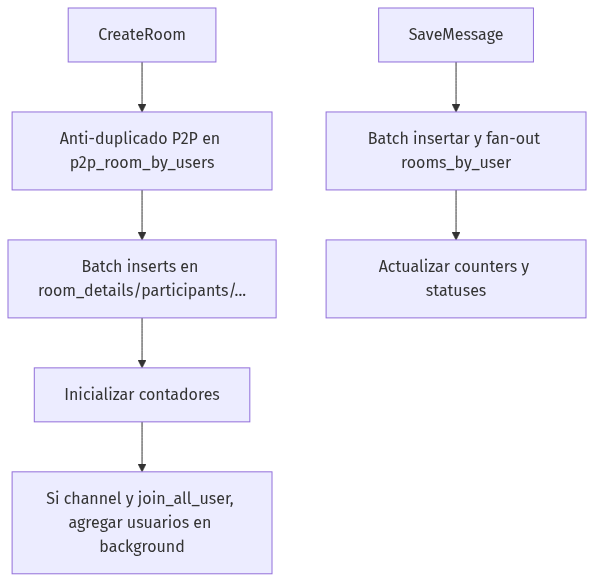 CreateRoom
Anti-duplicado P2P en
p2p_room_by_users
Batch inserts en
room_details/participants/...
Inicializar contadores
Si channel y join_all_user,
agregar usuarios en
background
SaveMessage
Batch insertar y fan-out
rooms_by_user
Actualizar counters y
statuses